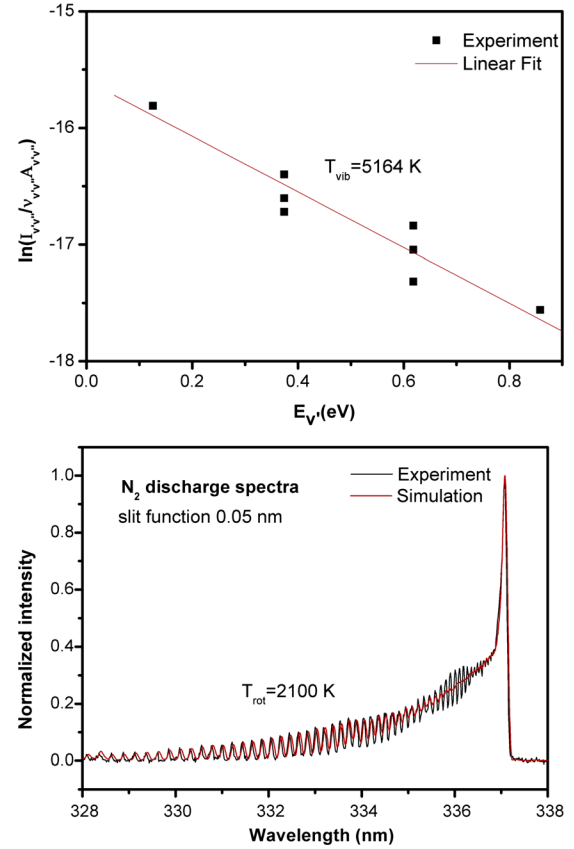 -15
Experiment
Linear Fit
-16
T_vib=5164 K
-17
-18
ln(I_v'v''/ν_v'v''A_v'v'')
0.0 0.2 0.4 0.6 0.8
E_v'(eV)
1.0
N_2 discharge spectra
slit function 0.05 nm
Experiment
Simulation
0.8
0.6
0.4
T_rot=2100 K
0.2
0.0
Normalized intensity
328 330 332 334 336 338
Wavelength (nm)